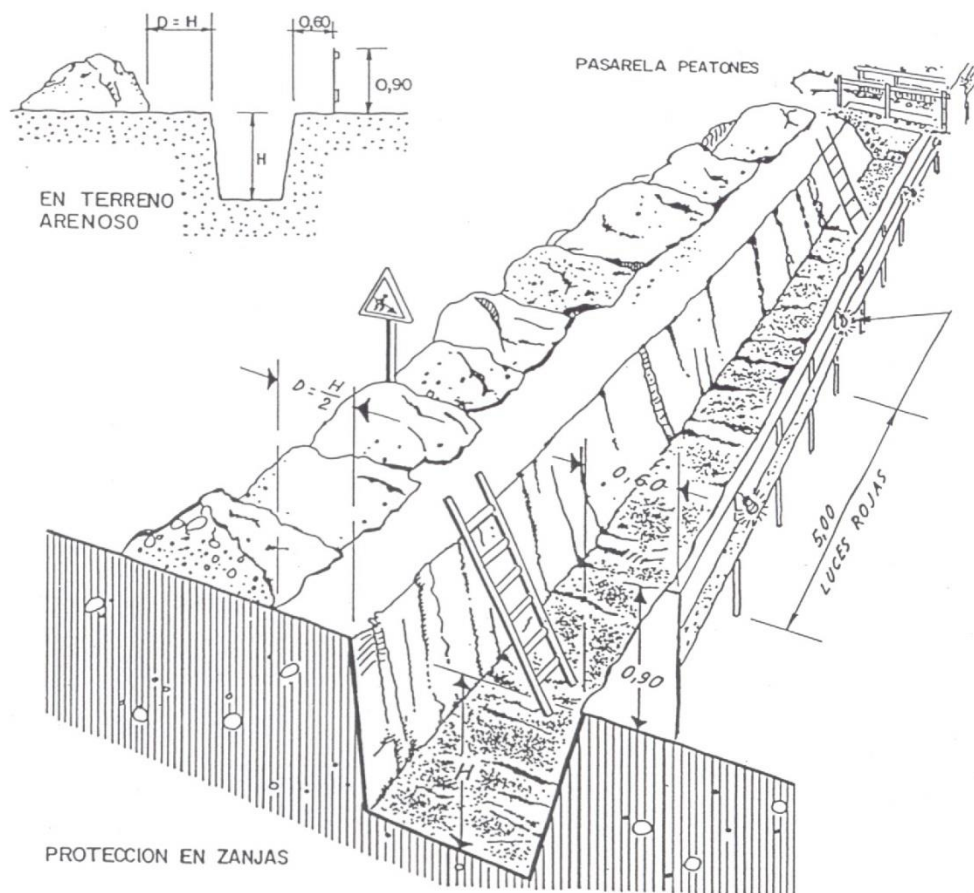 D = H
0,60
0,90
H
EN TERRENO
ARENOSO
PASARELA PEATONES
D = H/2
0,60
5,00
LUCES ROJAS
0,90
H
PROTECCION EN ZANJAS